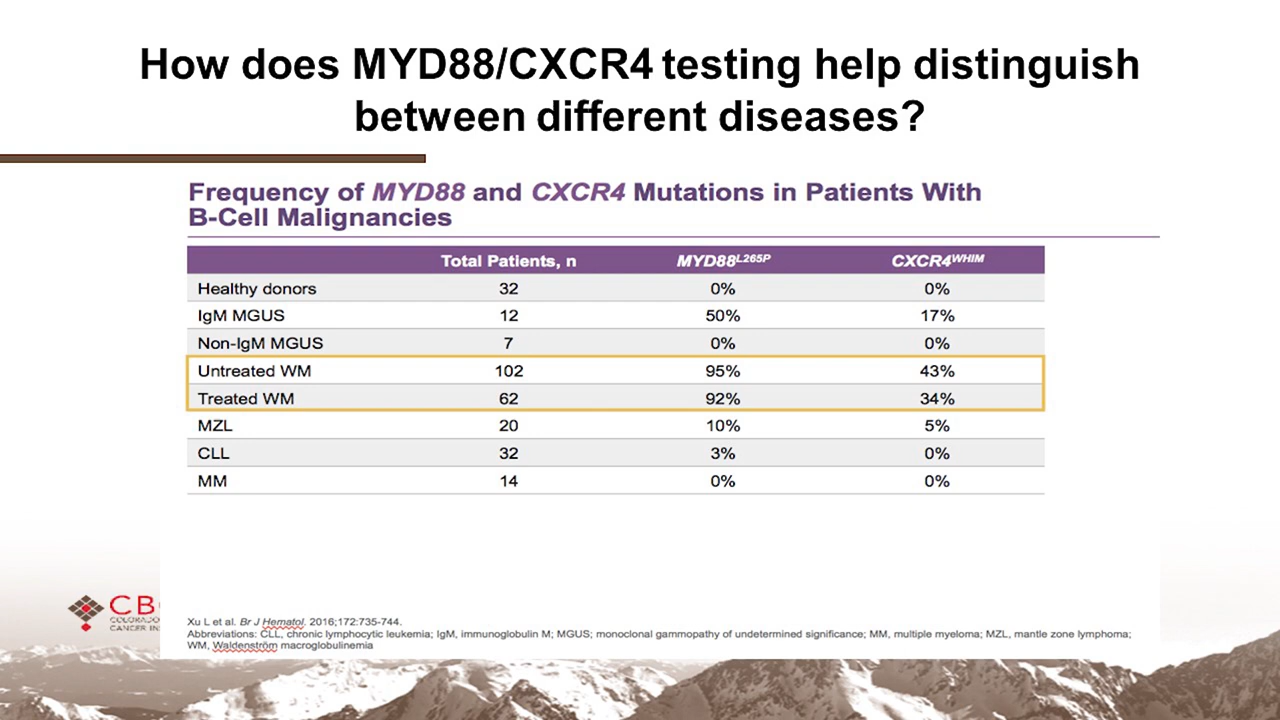 How does MYD88/CXCR4 testing help distinguish
between different diseases?
Frequency of MYD88 and CXCR4 Mutations in Patients With
B-Cell Malignancies
Total Patients, n MYD88L265P CXCR4WHIM
Healthy donors 32 0% 0%
IgM MGUS 12 50% 17%
Non-IgM MGUS 7 0% 0%
Untreated WM 102 95% 43%
Treated WM 62 92% 34%
MZL 20 10% 5%
CLL 32 3% 0%
MM 14 0% 0%
CB
COLORADO
CANCER IN
Xu L et al. Br J Hematol. 2016;172:735-744.
Abbreviations: CLL, chronic lymphocytic leukemia; IgM, immunoglobulin M; MGUS; monoclonal gammopathy of undetermined significance; MM, multiple myeloma; MZL, mantle zone lymphoma;
WM, Waldenström macroglobulinemia